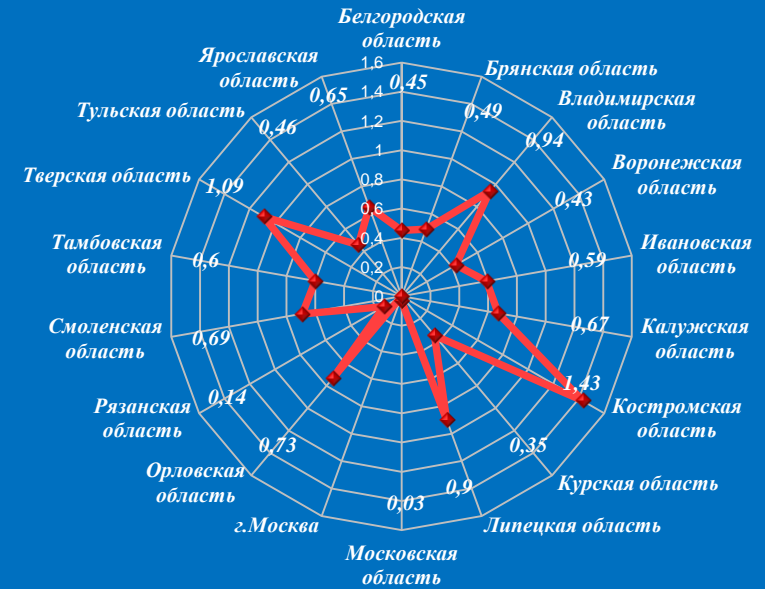 Белгородская
область
Ярославская
область
Брянская область
1,6
0,45
0,65
1,4
0,49
Владимирская
область
Тульская область
0,46
1,2
0,94
1
Воронежская
область
Тверская область
1,09
0,8
0,43
0,6
Тамбовская
область
0,6
0,4
0,59
Ивановская
область
0,2
0
Смоленская
область
0,69
0,67
Калужская
область
Рязанская
область
0,14
1,43
Костромская
область
Орловская
область
0,73
0,35
Курская область
г.Москва
0,03
0,9
Липецкая область
Московская
область